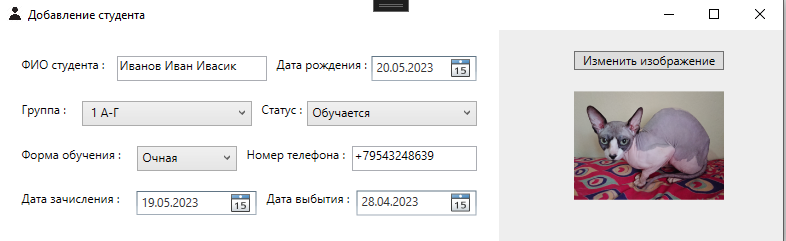 Добавление студента
ФИО студента : Иванов Иван Ивасик Дата рождения : 20.05.2023 15 Изменить изображение
Группа : 1 А-Г Статус : Обучается
Форма обучения : Очная Номер телефона : +79543248639
Дата зачисления : 19.05.2023 15 Дата выбытия : 28.04.2023 15